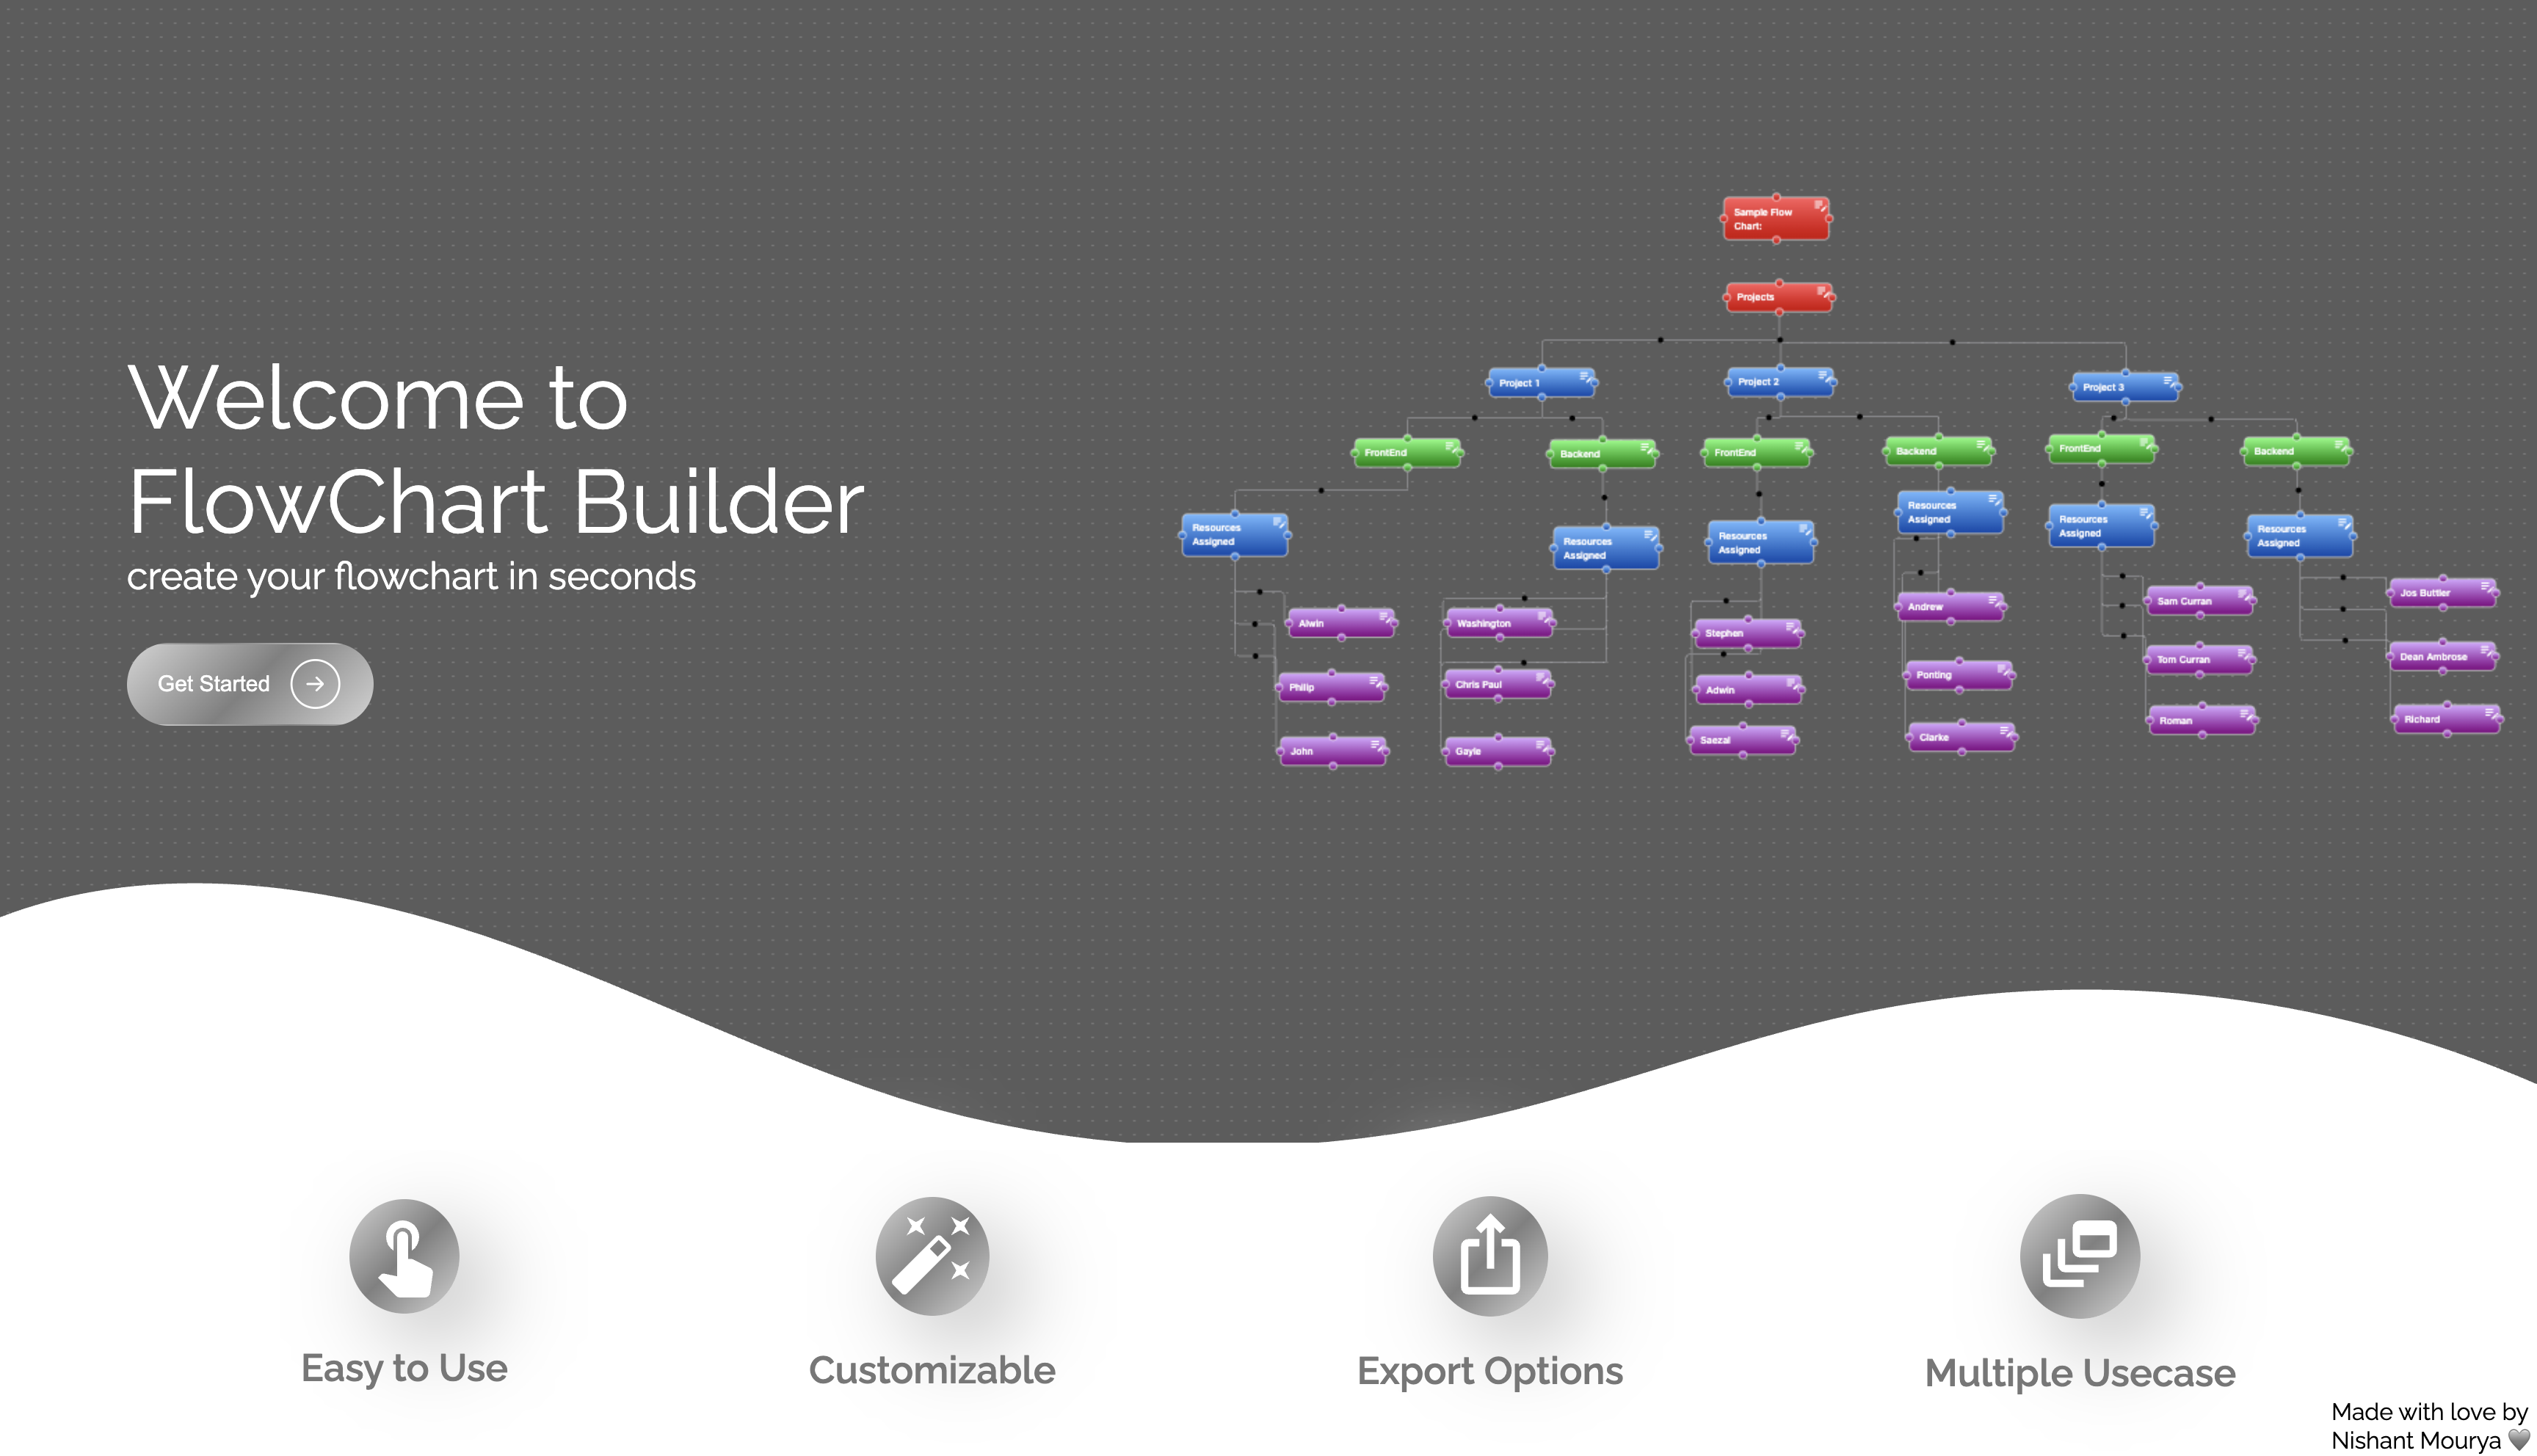 Welcome to
FlowChart Builder
create your flowchart in seconds
Get Started
Sample Flow
Chart:
Projects
Project 1
Project 2
Project 3
FrontEnd
Backend
FrontEnd
Backend
FrontEnd
Backend
Resources
Assigned
Resources
Assigned
Resources
Assigned
Resources
Assigned
Resources
Assigned
Resources
Assigned
Alwin
Philip
John
Washington
Chris Paul
Gayle
Stephen
Adwin
Saezal
Andrew
Ponting
Clarke
Sam Curran
Tom Curran
Roman
Jos Buttler
Dean Ambrose
Richard
Easy to Use
Customizable
Export Options
Multiple Usecase
Made with love by
Nishant Mourya 🖤